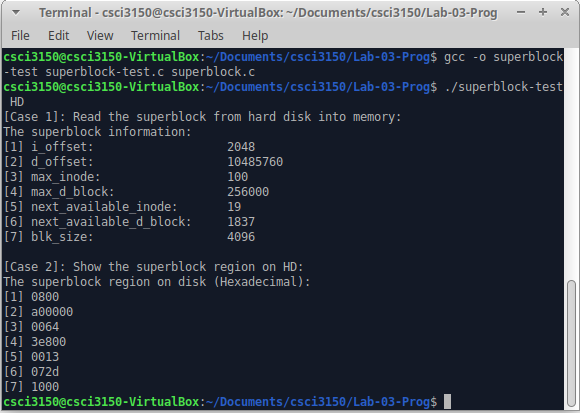 Terminal - csci3150@csci3150-VirtualBox: ~/Documents/csci3150/Lab-03-Prog
File Edit View Terminal Tabs Help
csci3150@csci3150-VirtualBox:~/Documents/csci3150/Lab-03-Prog$ gcc -o superblock
-test superblock-test.c superblock.c
csci3150@csci3150-VirtualBox:~/Documents/csci3150/Lab-03-Prog$ ./superblock-test
 HD
[Case 1]: Read the superblock from hard disk into memory:
The superblock information:
[1] i_offset: 2048
[2] d_offset: 10485760
[3] max_inode: 100
[4] max_d_block: 256000
[5] next_available_inode: 19
[6] next_available_d_block: 1837
[7] blk_size: 4096

[Case 2]: Show the superblock region on HD:
The superblock region on disk (Hexadecimal):
[1] 0800
[2] a00000
[3] 0064
[4] 3e800
[5] 0013
[6] 072d
[7] 1000
csci3150@csci3150-VirtualBox:~/Documents/csci3150/Lab-03-Prog$